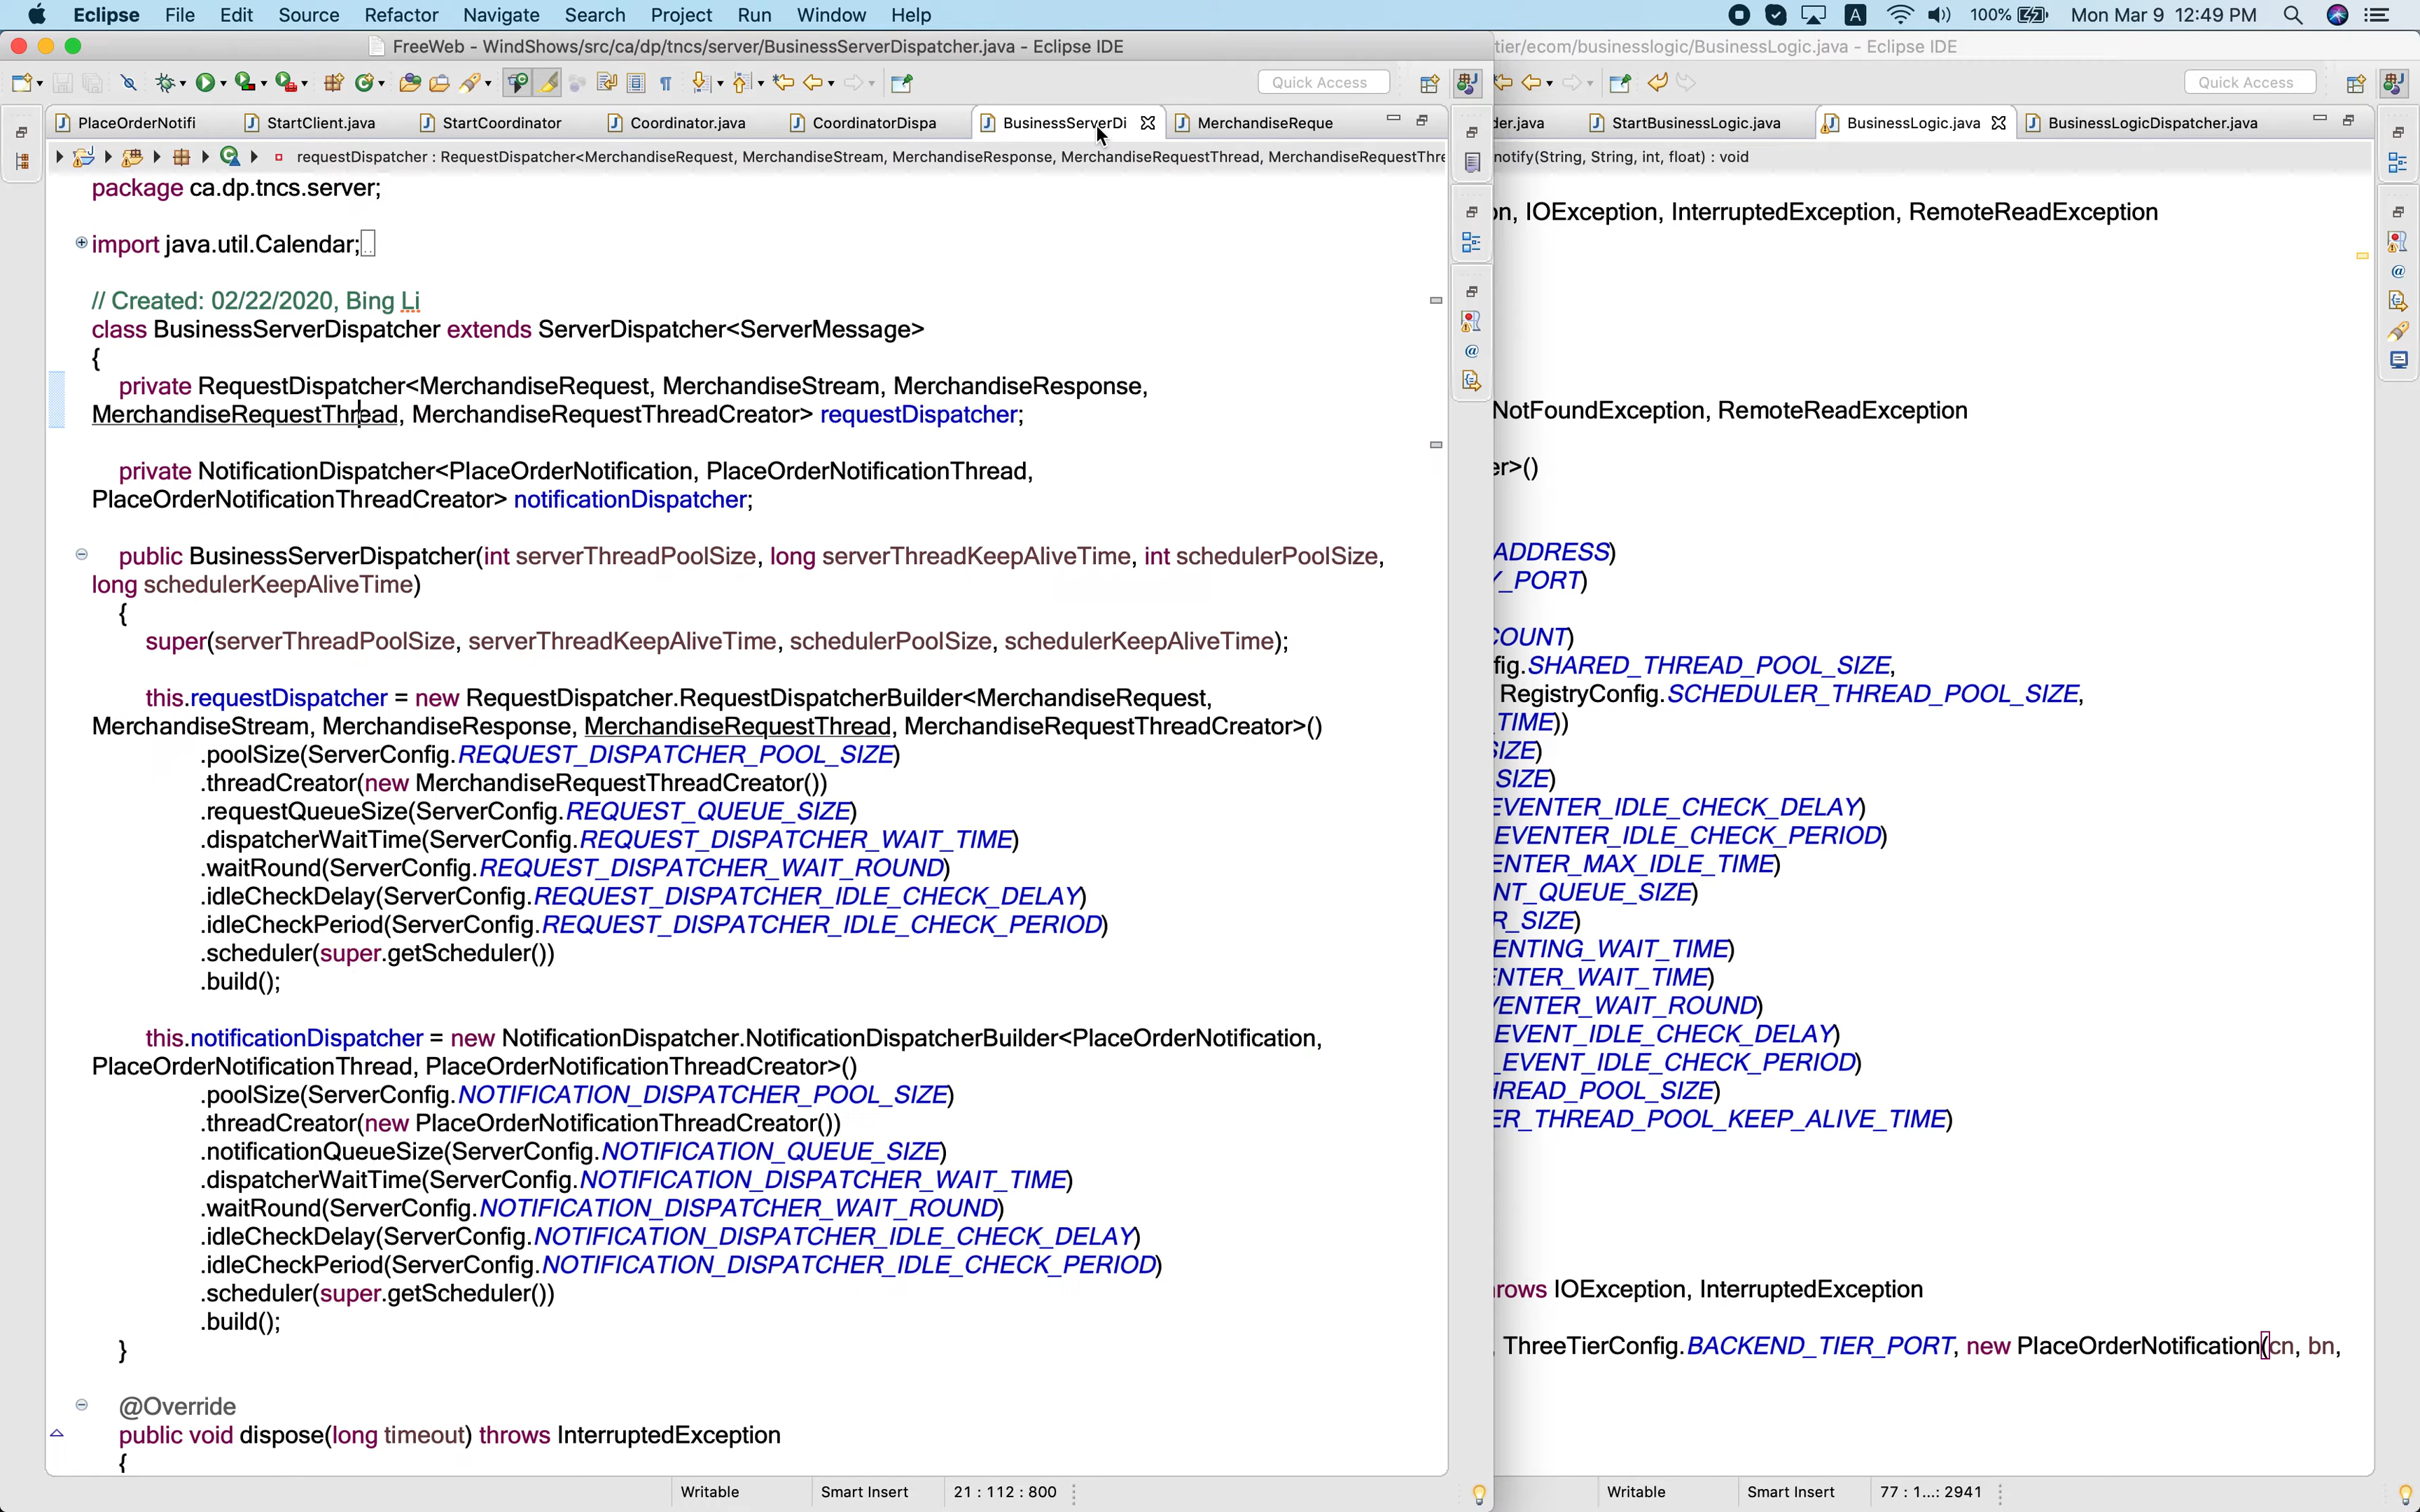 Eclipse File Edit Source Refactor Navigate Search Project Run Window Help A 100% Mon Mar 9 12:49 PM
FreeWeb - WindShows/src/ca/dp/tncs/server/BusinessServerDispatcher.java - Eclipse IDE
Quick Access
PlaceOrderNotifi StartClient.java StartCoordinator Coordinator.java CoordinatorDispa BusinessServerDi MerchandiseReque
requestDispatcher : RequestDispatcher<MerchandiseRequest, MerchandiseStream, MerchandiseResponse, MerchandiseRequestThread, MerchandiseRequestThre
package ca.dp.tncs.server;
import java.util.Calendar;
// Created: 02/22/2020, Bing Li
class BusinessServerDispatcher extends ServerDispatcher<ServerMessage>
{
private RequestDispatcher<MerchandiseRequest, MerchandiseStream, MerchandiseResponse,
MerchandiseRequestThread, MerchandiseRequestThreadCreator> requestDispatcher;
private NotificationDispatcher<PlaceOrderNotification, PlaceOrderNotificationThread,
PlaceOrderNotificationThreadCreator> notificationDispatcher;
public BusinessServerDispatcher(int serverThreadPoolSize, long serverThreadKeepAliveTime, int schedulerPoolSize,
long schedulerKeepAliveTime)
{
super(serverThreadPoolSize, serverThreadKeepAliveTime, schedulerPoolSize, schedulerKeepAliveTime);
this.requestDispatcher = new RequestDispatcher.RequestDispatcherBuilder<MerchandiseRequest,
MerchandiseStream, MerchandiseResponse, MerchandiseRequestThread, MerchandiseRequestThreadCreator>()
.poolSize(ServerConfig.REQUEST_DISPATCHER_POOL_SIZE)
.threadCreator(new MerchandiseRequestThreadCreator())
.requestQueueSize(ServerConfig.REQUEST_QUEUE_SIZE)
.dispatcherWaitTime(ServerConfig.REQUEST_DISPATCHER_WAIT_TIME)
.waitRound(ServerConfig.REQUEST_DISPATCHER_WAIT_ROUND)
.idleCheckDelay(ServerConfig.REQUEST_DISPATCHER_IDLE_CHECK_DELAY)
.idleCheckPeriod(ServerConfig.REQUEST_DISPATCHER_IDLE_CHECK_PERIOD)
.scheduler(super.getScheduler())
.build();
this.notificationDispatcher = new NotificationDispatcher.NotificationDispatcherBuilder<PlaceOrderNotification,
PlaceOrderNotificationThread, PlaceOrderNotificationThreadCreator>()
.poolSize(ServerConfig.NOTIFICATION_DISPATCHER_POOL_SIZE)
.threadCreator(new PlaceOrderNotificationThreadCreator())
.notificationQueueSize(ServerConfig.NOTIFICATION_QUEUE_SIZE)
.dispatcherWaitTime(ServerConfig.NOTIFICATION_DISPATCHER_WAIT_TIME)
.waitRound(ServerConfig.NOTIFICATION_DISPATCHER_WAIT_ROUND)
.idleCheckDelay(ServerConfig.NOTIFICATION_DISPATCHER_IDLE_CHECK_DELAY)
.idleCheckPeriod(ServerConfig.NOTIFICATION_DISPATCHER_IDLE_CHECK_PERIOD)
.scheduler(super.getScheduler())
.build();
}
@Override
public void dispose(long timeout) throws InterruptedException
{
Writable Smart Insert 21 : 112 : 800
tier/ecom/businesslogic/BusinessLogic.java - Eclipse IDE
Quick Access
der.java StartBusinessLogic.java BusinessLogic.java BusinessLogicDispatcher.java
notify(String, String, int, float) : void
on, IOException, InterruptedException, RemoteReadException
NotFoundException, RemoteReadException
er>()
ADDRESS)
Y_PORT)
COUNT)
fig.SHARED_THREAD_POOL_SIZE,
RegistryConfig.SCHEDULER_THREAD_POOL_SIZE,
_TIME))
SIZE)
_SIZE)
EVENTER_IDLE_CHECK_DELAY)
EVENTER_IDLE_CHECK_PERIOD)
ENTER_MAX_IDLE_TIME)
NT_QUEUE_SIZE)
R_SIZE)
ENTING_WAIT_TIME)
ENTER_WAIT_TIME)
VENTER_WAIT_ROUND)
EVENT_IDLE_CHECK_DELAY)
_EVENT_IDLE_CHECK_PERIOD)
HREAD_POOL_SIZE)
ER_THREAD_POOL_KEEP_ALIVE_TIME)
hrows IOException, InterruptedException
, ThreeTierConfig.BACKEND_TIER_PORT, new PlaceOrderNotification(cn, bn,
Writable Smart Insert 77 : 1...: 2941